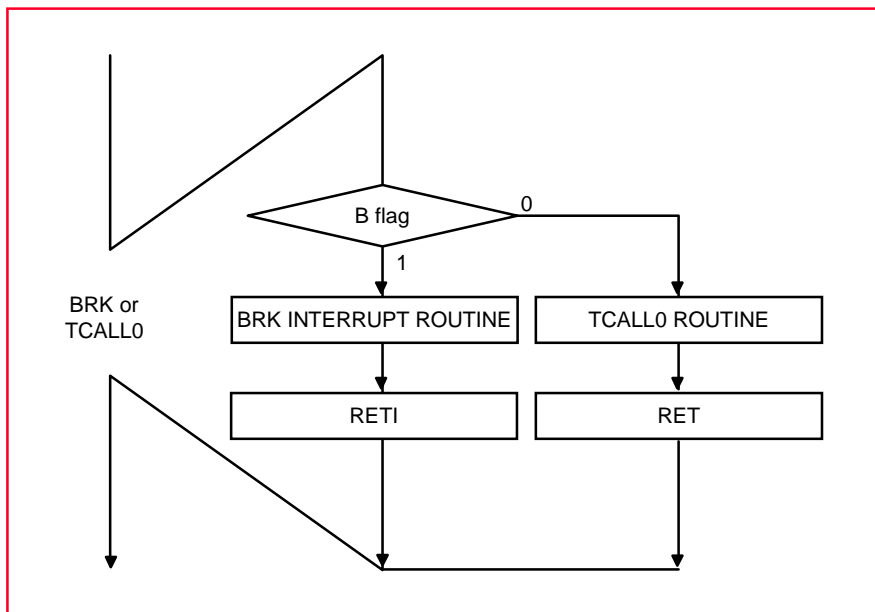 B flag
0
1
BRK or
TCALL0
BRK INTERRUPT ROUTINE
TCALL0 ROUTINE
RETI
RET